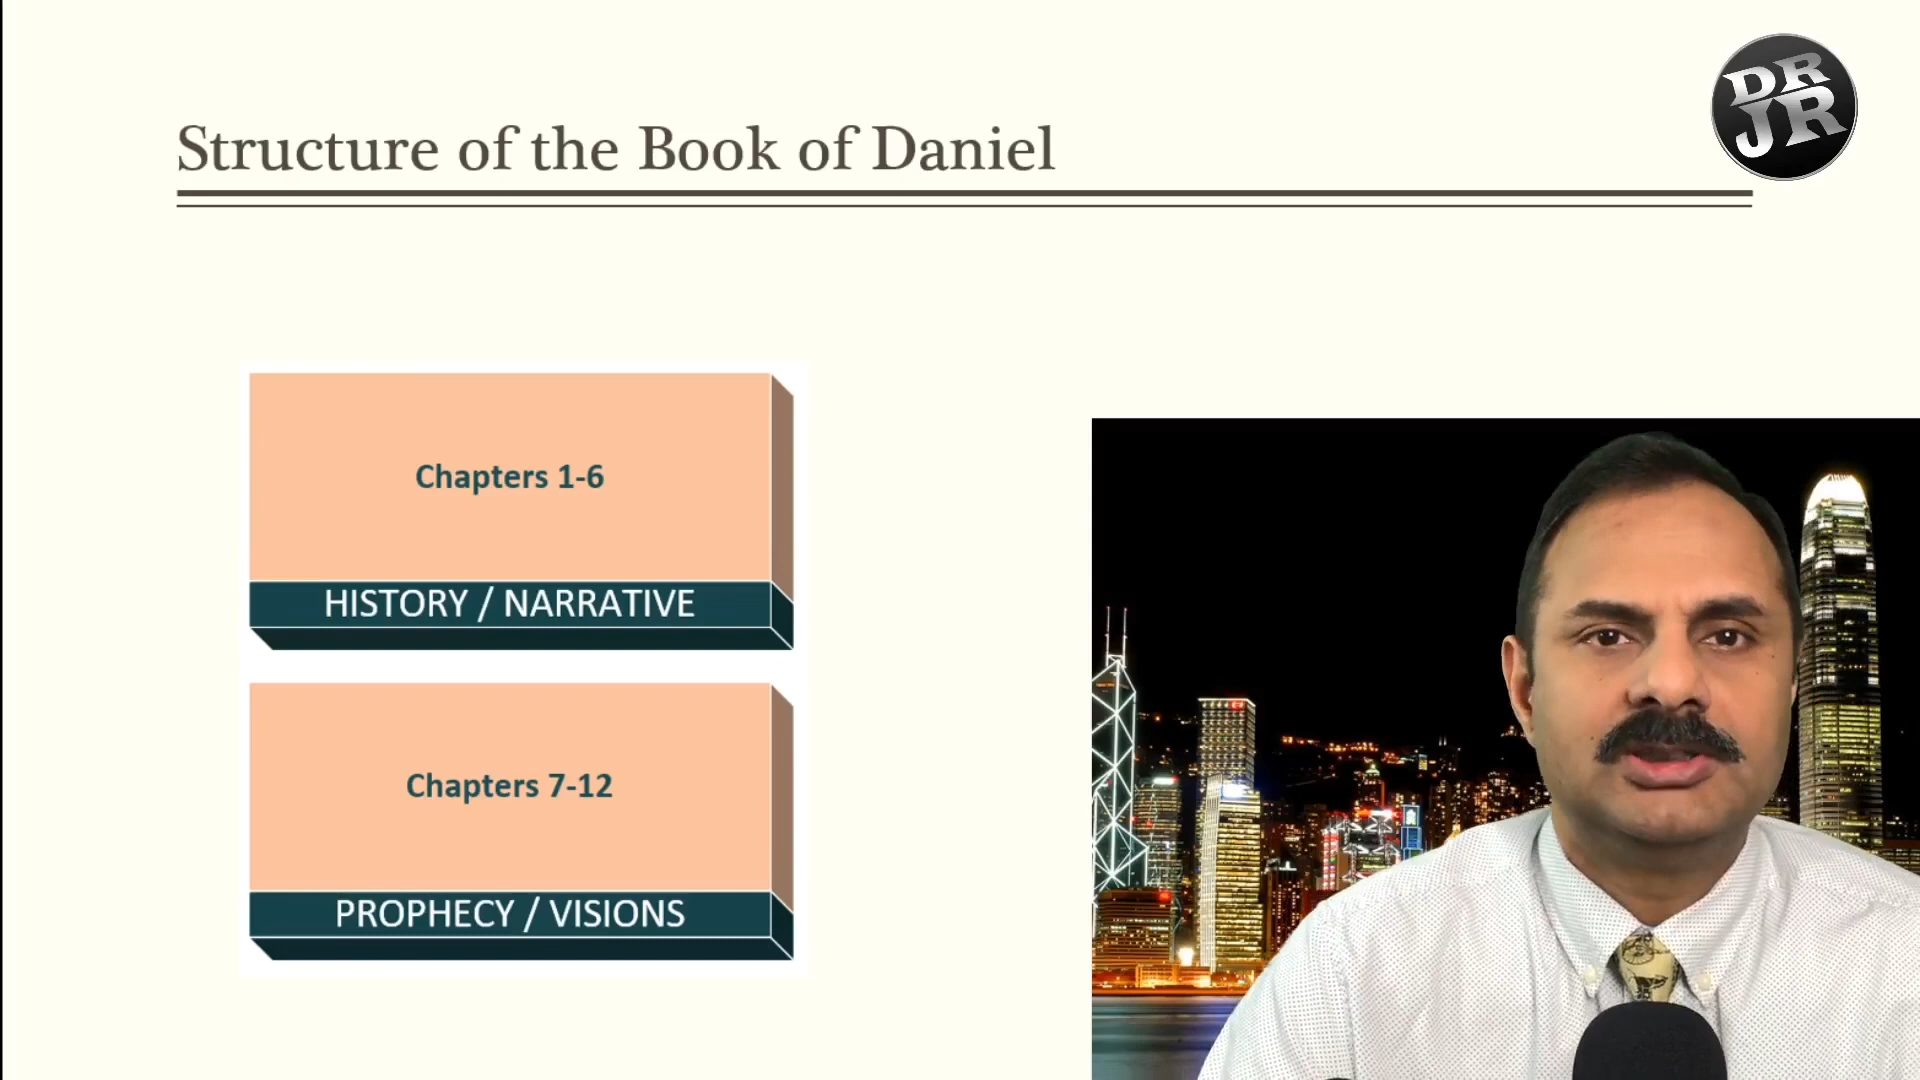 Structure of the Book of Daniel
DR
JR
Chapters 1-6
HISTORY / NARRATIVE
Chapters 7-12
PROPHECY / VISIONS